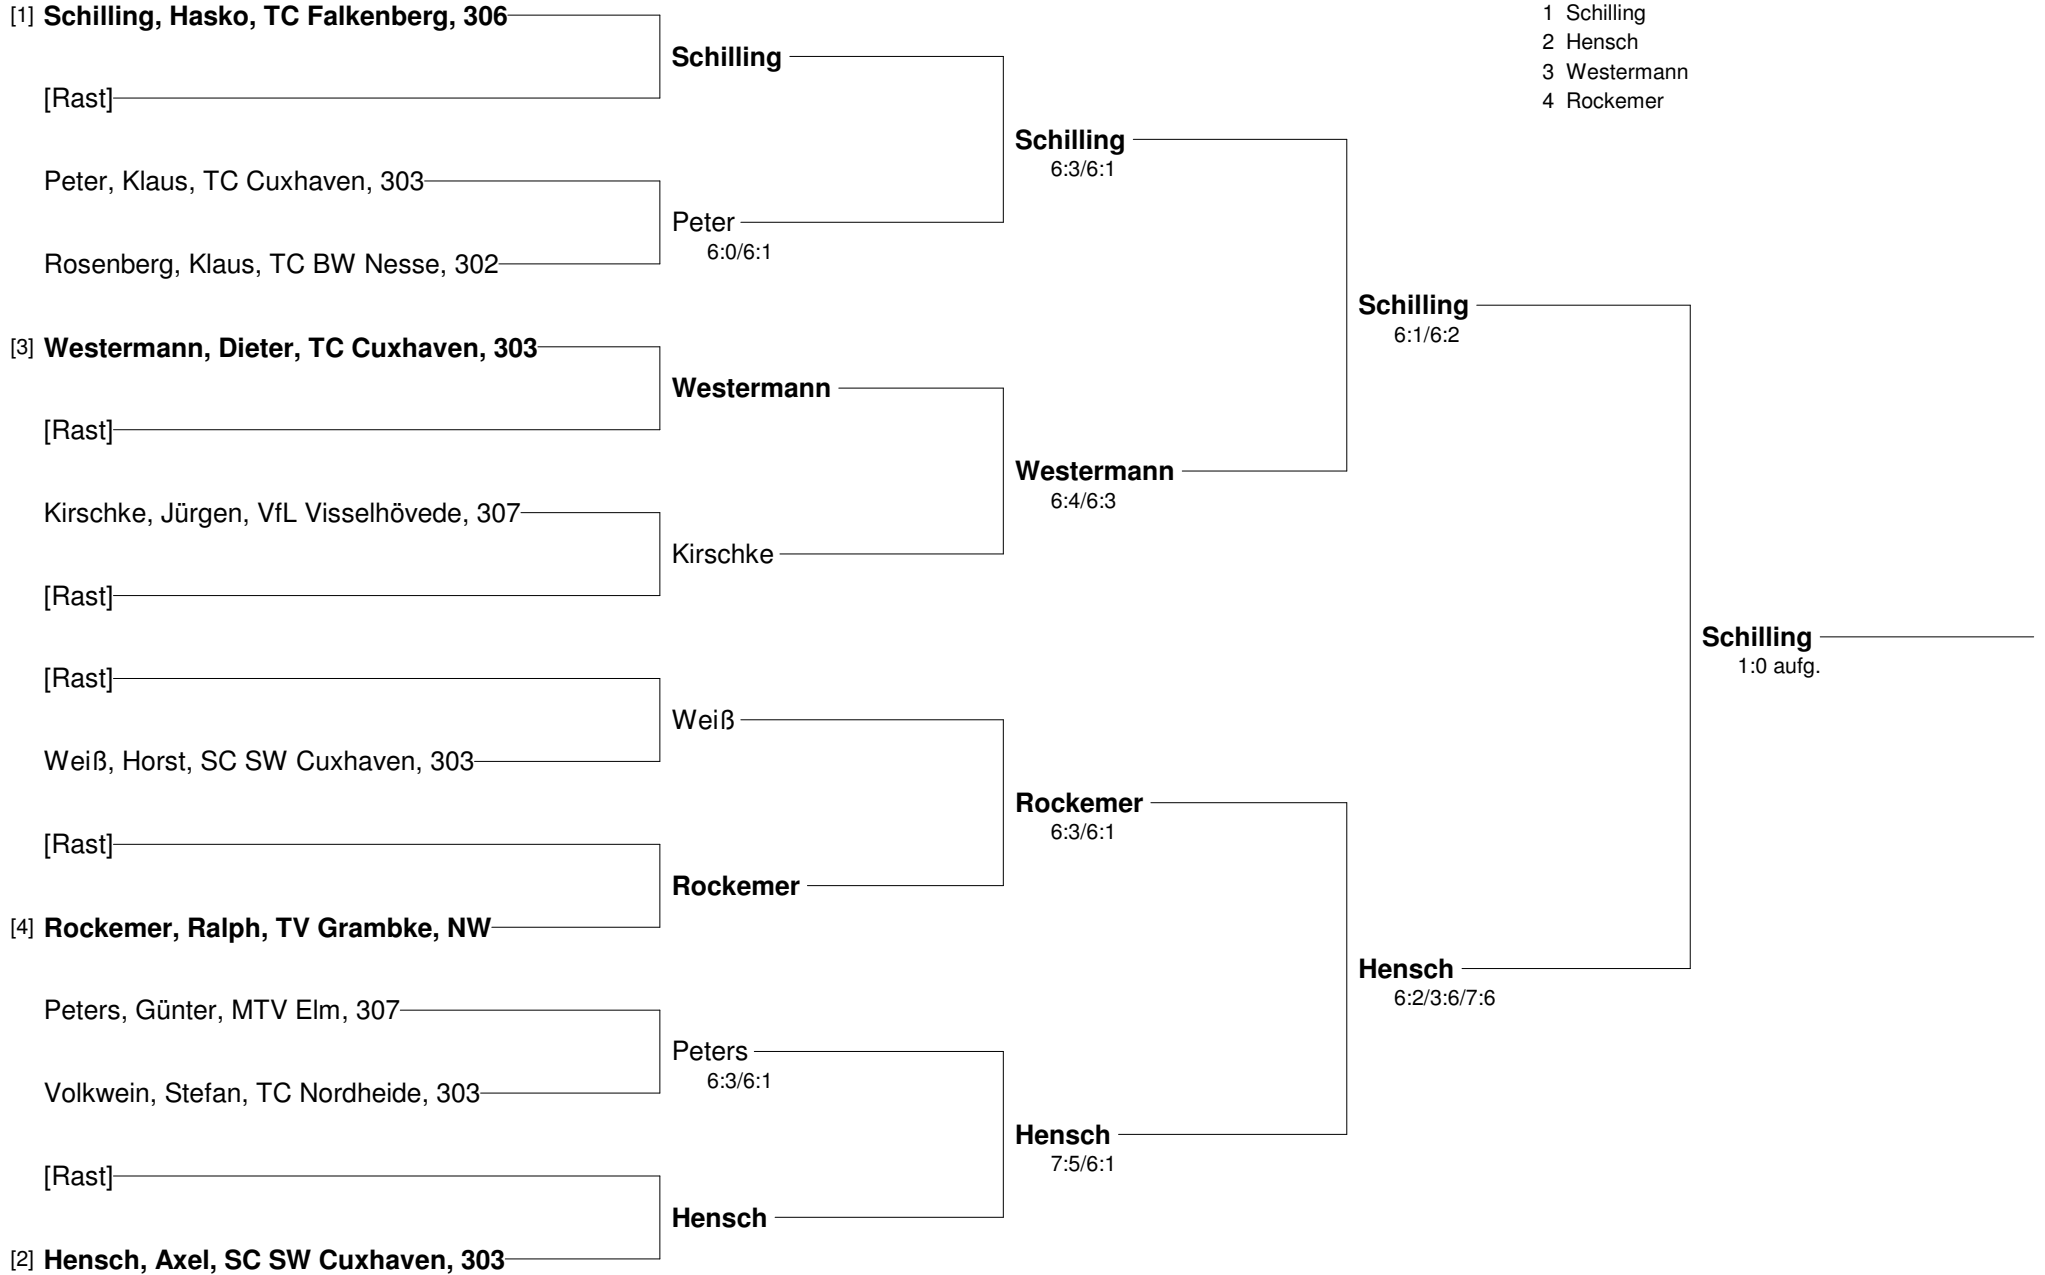 [1] Schilling, Hasko, TC Falkenberg, 306
[Rast]
Peter, Klaus, TC Cuxhaven, 303
Rosenberg, Klaus, TC BW Nesse, 302
[3] Westermann, Dieter, TC Cuxhaven, 303
[Rast]
Kirschke, Jürgen, VfL Visselhövede, 307
[Rast]
[Rast]
Weiß, Horst, SC SW Cuxhaven, 303
[Rast]
[4] Rockemer, Ralph, TV Grambke, NW
Peters, Günter, MTV Elm, 307
Volkwein, Stefan, TC Nordheide, 303
[Rast]
[2] Hensch, Axel, SC SW Cuxhaven, 303
Schilling
Peter
6:0/6:1
Westermann
Kirschke
Weiß
Rockemer
Peters
6:3/6:1
Hensch
Schilling
6:3/6:1
Westermann
6:4/6:3
Rockemer
6:3/6:1
Hensch
7:5/6:1
Schilling
6:1/6:2
Hensch
6:2/3:6/7:6
Schilling
1:0 aufg.
1 Schilling
2 Hensch
3 Westermann
4 Rockemer